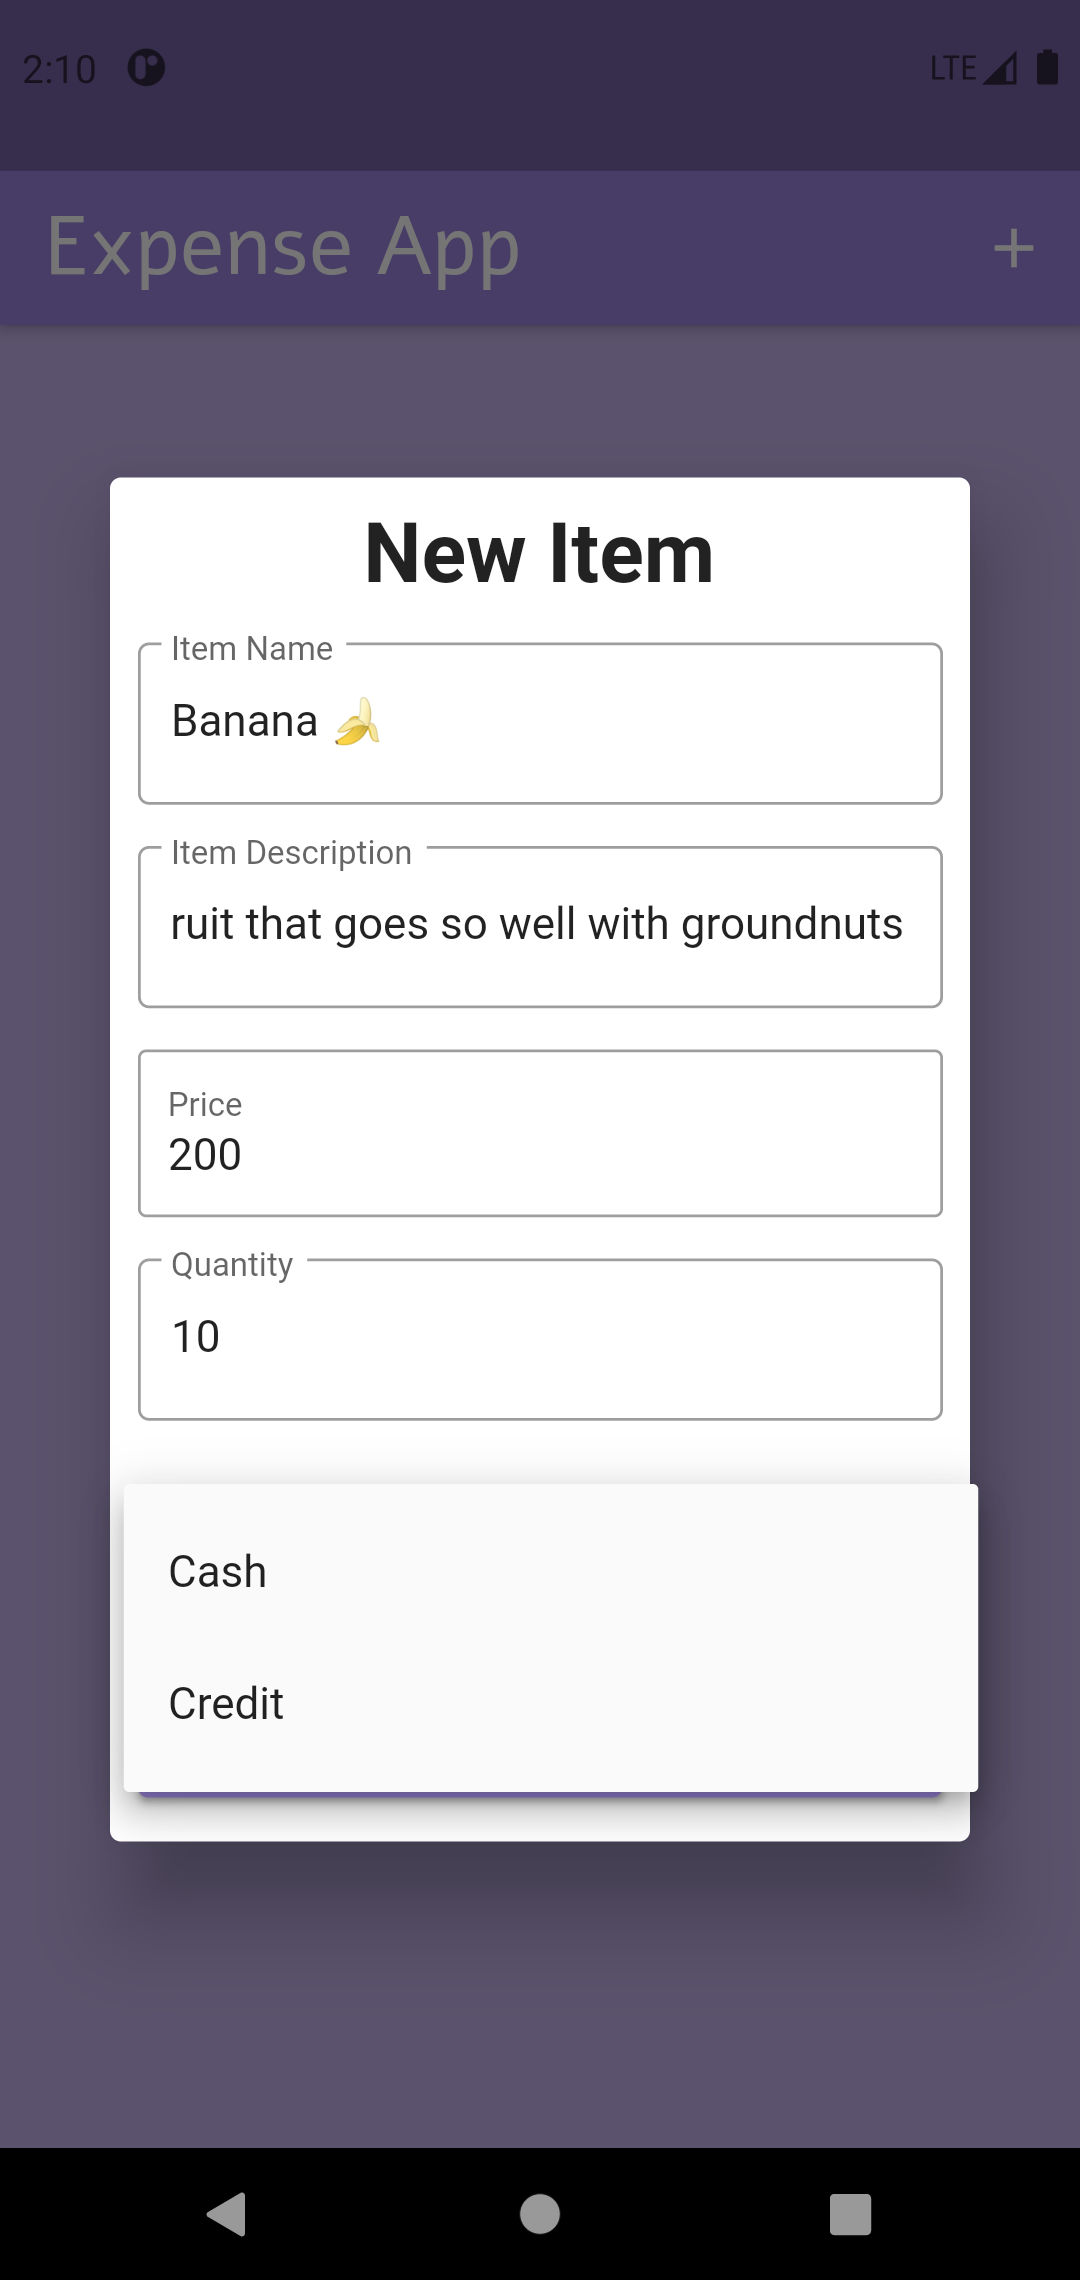 2:10 LTE
Expense App +
New Item
Item Name
Banana 🍌
Item Description
ruit that goes so well with groundnuts
Price
200
Quantity
10
Cash
Credit